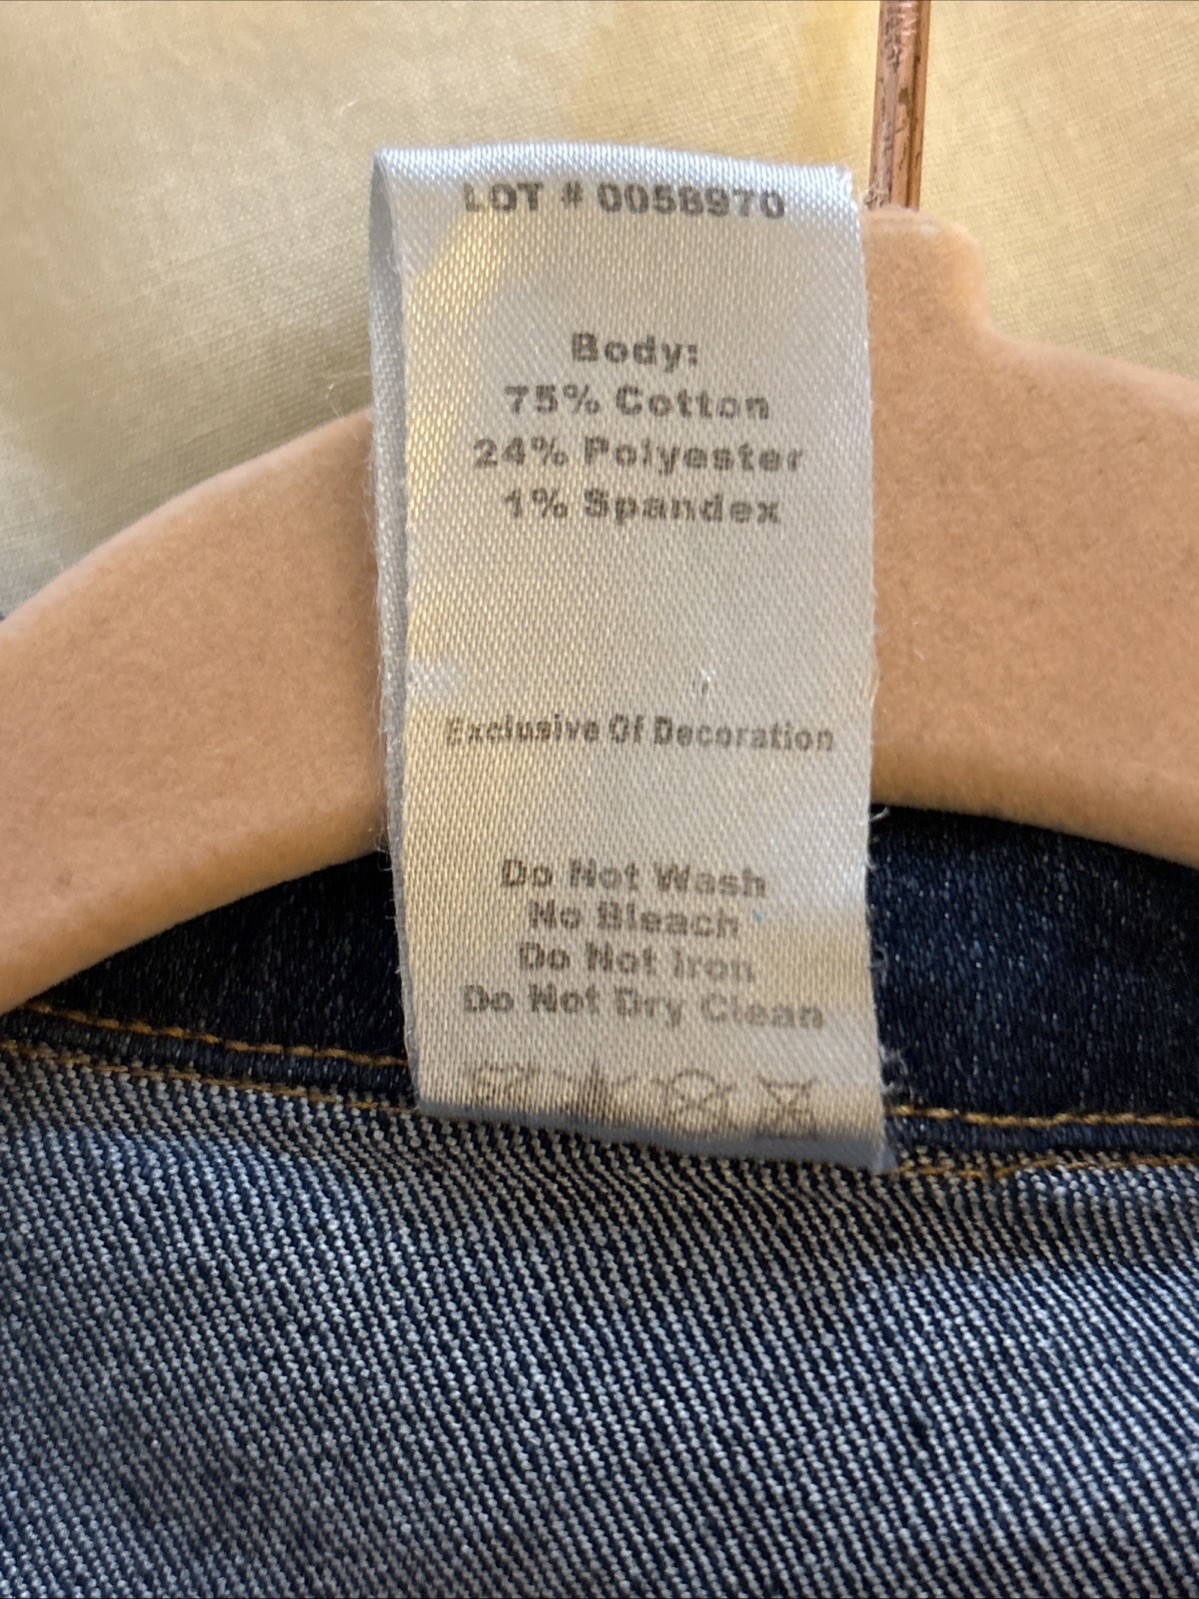 LOT # 0058970
Body:
75% Cotton
24% Polyester
1% Spandex
Exclusive Of Decoration
Do Not Wash
No Bleach
Do Not Iron
Do Not Dry Clean